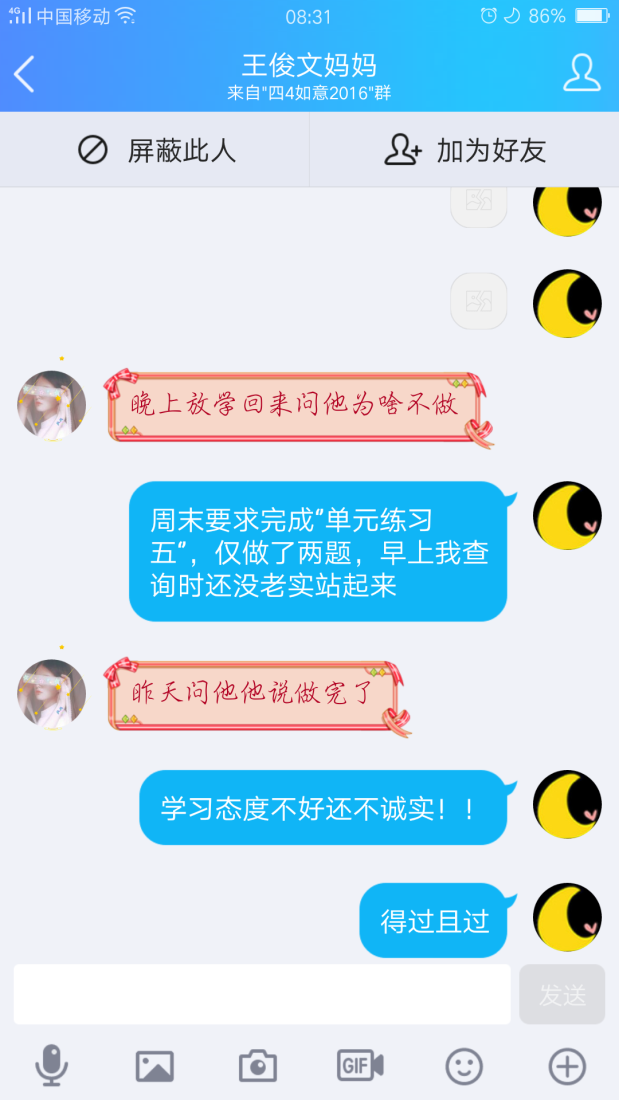 4G 中国移动 08:31 86%
王俊文妈妈
来自"四4如意2016"群
屏蔽此人 加为好友
晚上放学回来问他为啥不做
周末要求完成“单元练习
五”，仅做了两题，早上我查
询时还没老实站起来
昨天问他他说做完了
学习态度不好还不诚实！！
得过且过
发送
GIF